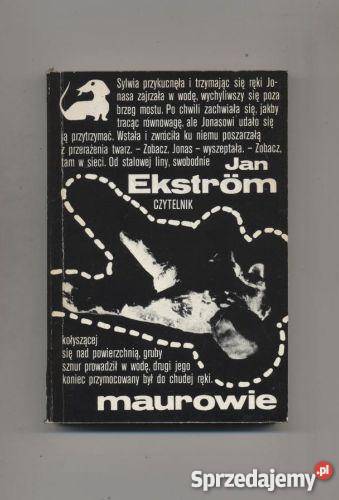 Sylwia przykucnęła i trzymając się ręki Jo-
nasa zajrzała w wodę, wychyliwszy się poza
brzeg mostu. Po chwili zachwiała się, jakby
tracąc równowagę, ale Jonasowi udało się
ją przytrzymać. Wstała i zwróciła ku niemu poszarzałą
z przerażenia twarz. – Zobacz, Jonas – wyszeptała. – Zobacz,
tam w sieci. Od stalowej liny, swobodnie
Jan
Ekström
CZYTELNIK
kołyszącej
się nad powierzchnią, gruby
sznur prowadził w wodę, drugi jego
koniec przymocowany był do chudej ręki.
maurowie
Sprzedajemy.pl